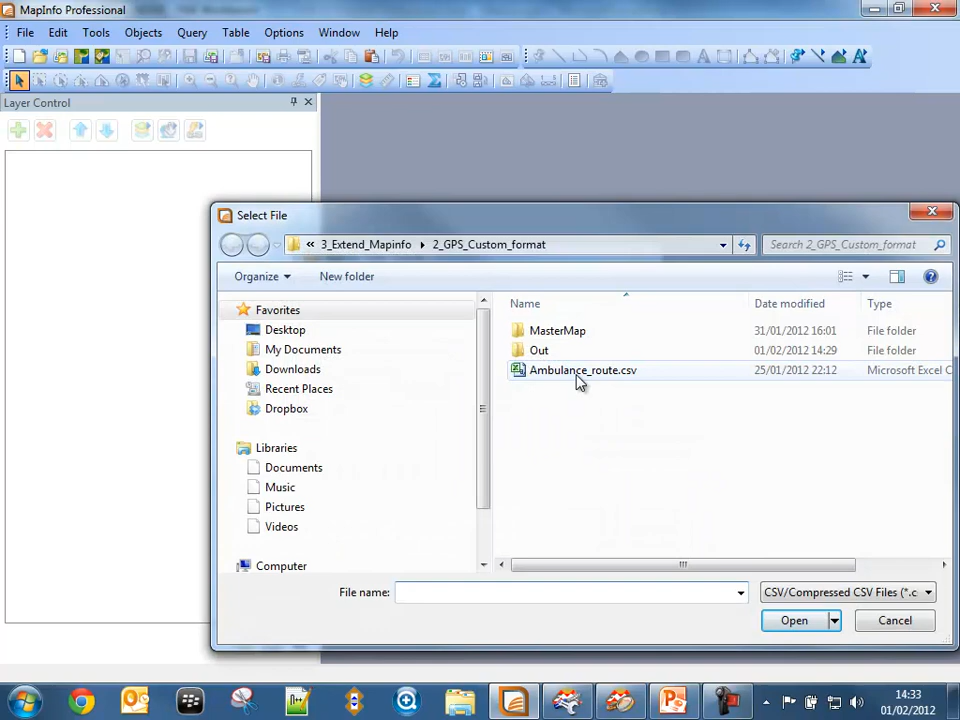 MapInfo Professional
File Edit Tools Objects Query Table Options Window Help
Layer Control
Select File
3_Extend_Mapinfo 2_GPS_Custom_format Search 2_GPS_Custom_format
Organize New folder
Name Date modified Type
Favorites
Desktop
My Documents
Downloads
Recent Places
Dropbox
Libraries
Documents
Music
Pictures
Videos
Computer
MasterMap 31/01/2012 16:01 File folder
Out 01/02/2012 14:29 File folder
Ambulance_route.csv 25/01/2012 22:12 Microsoft Excel C
File name: CSV/Compressed CSV Files (*.c
Open Cancel
14:33
01/02/2012